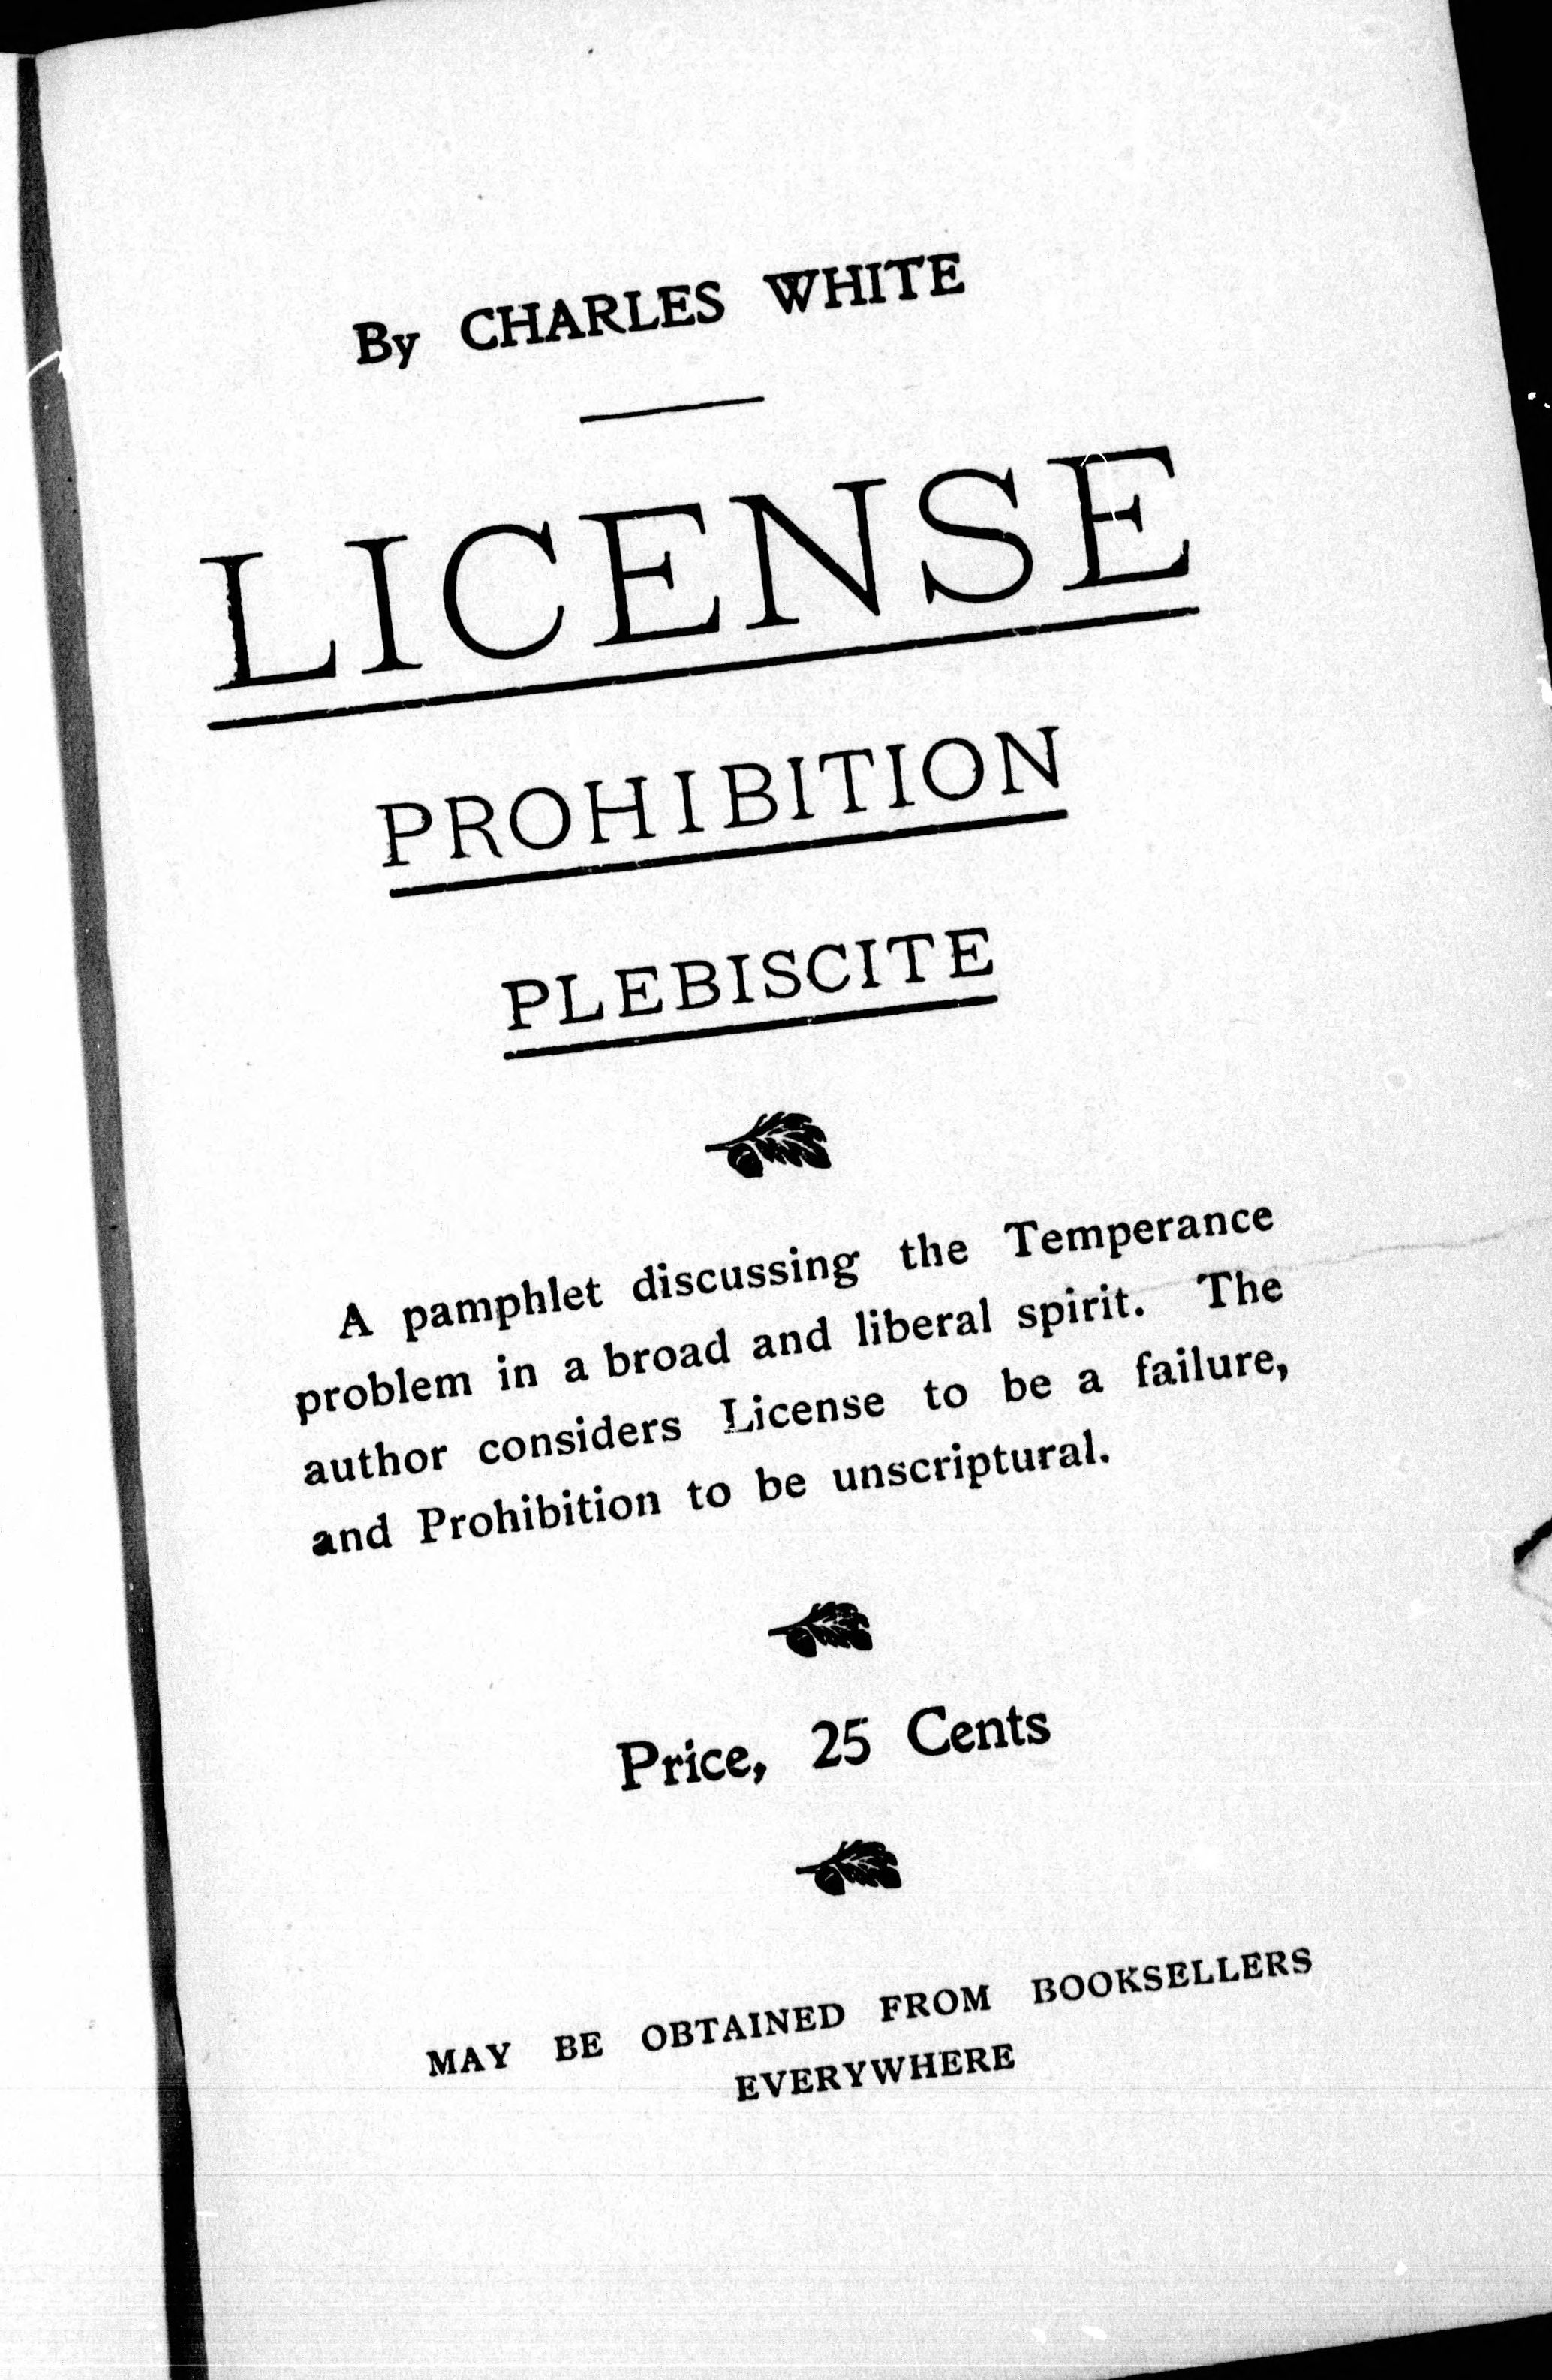 By CHARLES WHITE
LICENSE
PROHIBITION
PLEBISCITE
A pamphlet discussing the Temperance
problem in a broad and liberal spirit. The
author considers License to be a failure,
and Prohibition to be unscriptural.
Price, 25 Cents
MAY BE OBTAINED FROM BOOKSELLERS
EVERYWHERE